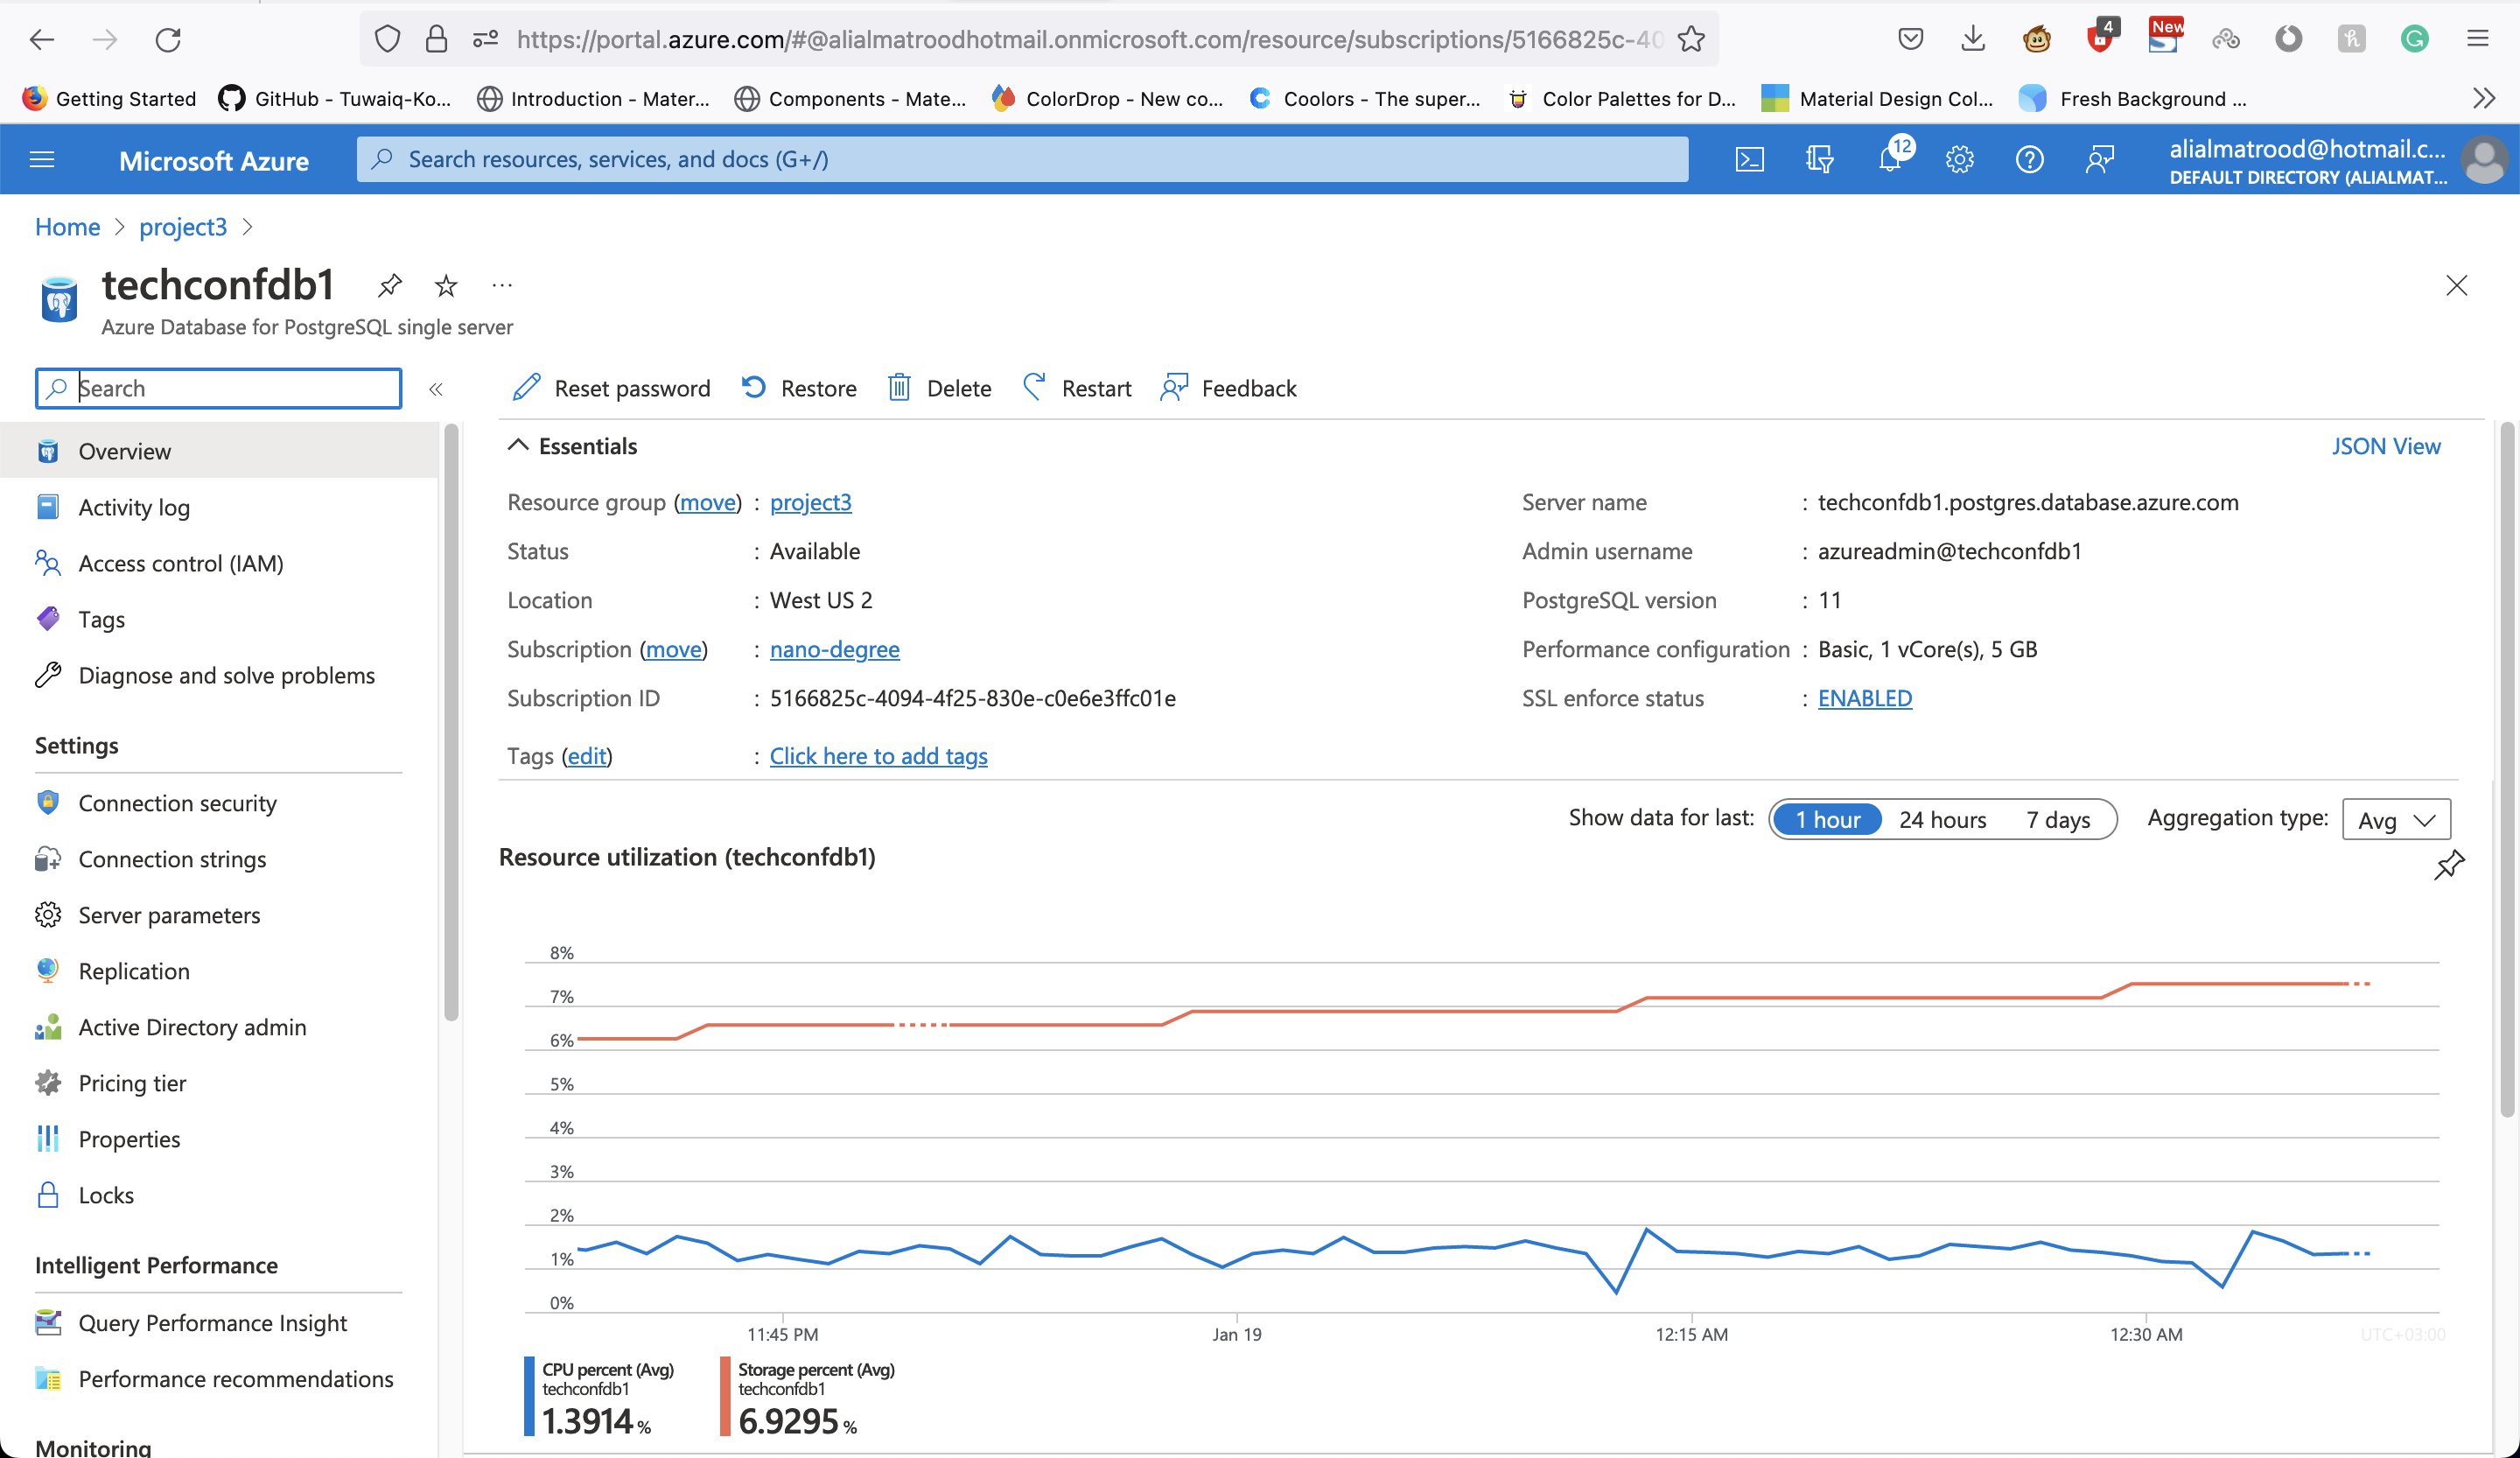 https://portal.azure.com/#@alialmatroodhotmail.onmicrosoft.com/resource/subscriptions/5166825c-40
4
New
Getting Started
GitHub - Tuwaiq-Ko...
Introduction - Mater...
Components - Mate...
ColorDrop - New co...
Coolors - The super...
Color Palettes for D...
Material Design Col...
Fresh Background ...
Microsoft Azure
Search resources, services, and docs (G+/)
12
alialmatrood@hotmail.c...
DEFAULT DIRECTORY (ALIALMAT...
Home > project3 >
techconfdb1
Azure Database for PostgreSQL single server
Search
Reset password
Restore
Delete
Restart
Feedback
Overview
Activity log
Access control (IAM)
Tags
Diagnose and solve problems
Settings
Connection security
Connection strings
Server parameters
Replication
Active Directory admin
Pricing tier
Properties
Locks
Intelligent Performance
Query Performance Insight
Performance recommendations
Monitoring
Essentials
JSON View
Resource group (move) : project3
Status : Available
Location : West US 2
Subscription (move) : nano-degree
Subscription ID : 5166825c-4094-4f25-830e-c0e6e3ffc01e
Tags (edit) : Click here to add tags
Server name : techconfdb1.postgres.database.azure.com
Admin username : azureadmin@techconfdb1
PostgreSQL version : 11
Performance configuration : Basic, 1 vCore(s), 5 GB
SSL enforce status : ENABLED
Show data for last: 1 hour 24 hours 7 days
Aggregation type: Avg
Resource utilization (techconfdb1)
8%
7%
6%
5%
4%
3%
2%
1%
0%
11:45 PM
Jan 19
12:15 AM
12:30 AM
UTC+03:00
CPU percent (Avg)
techconfdb1
1.3914 %
Storage percent (Avg)
techconfdb1
6.9295 %